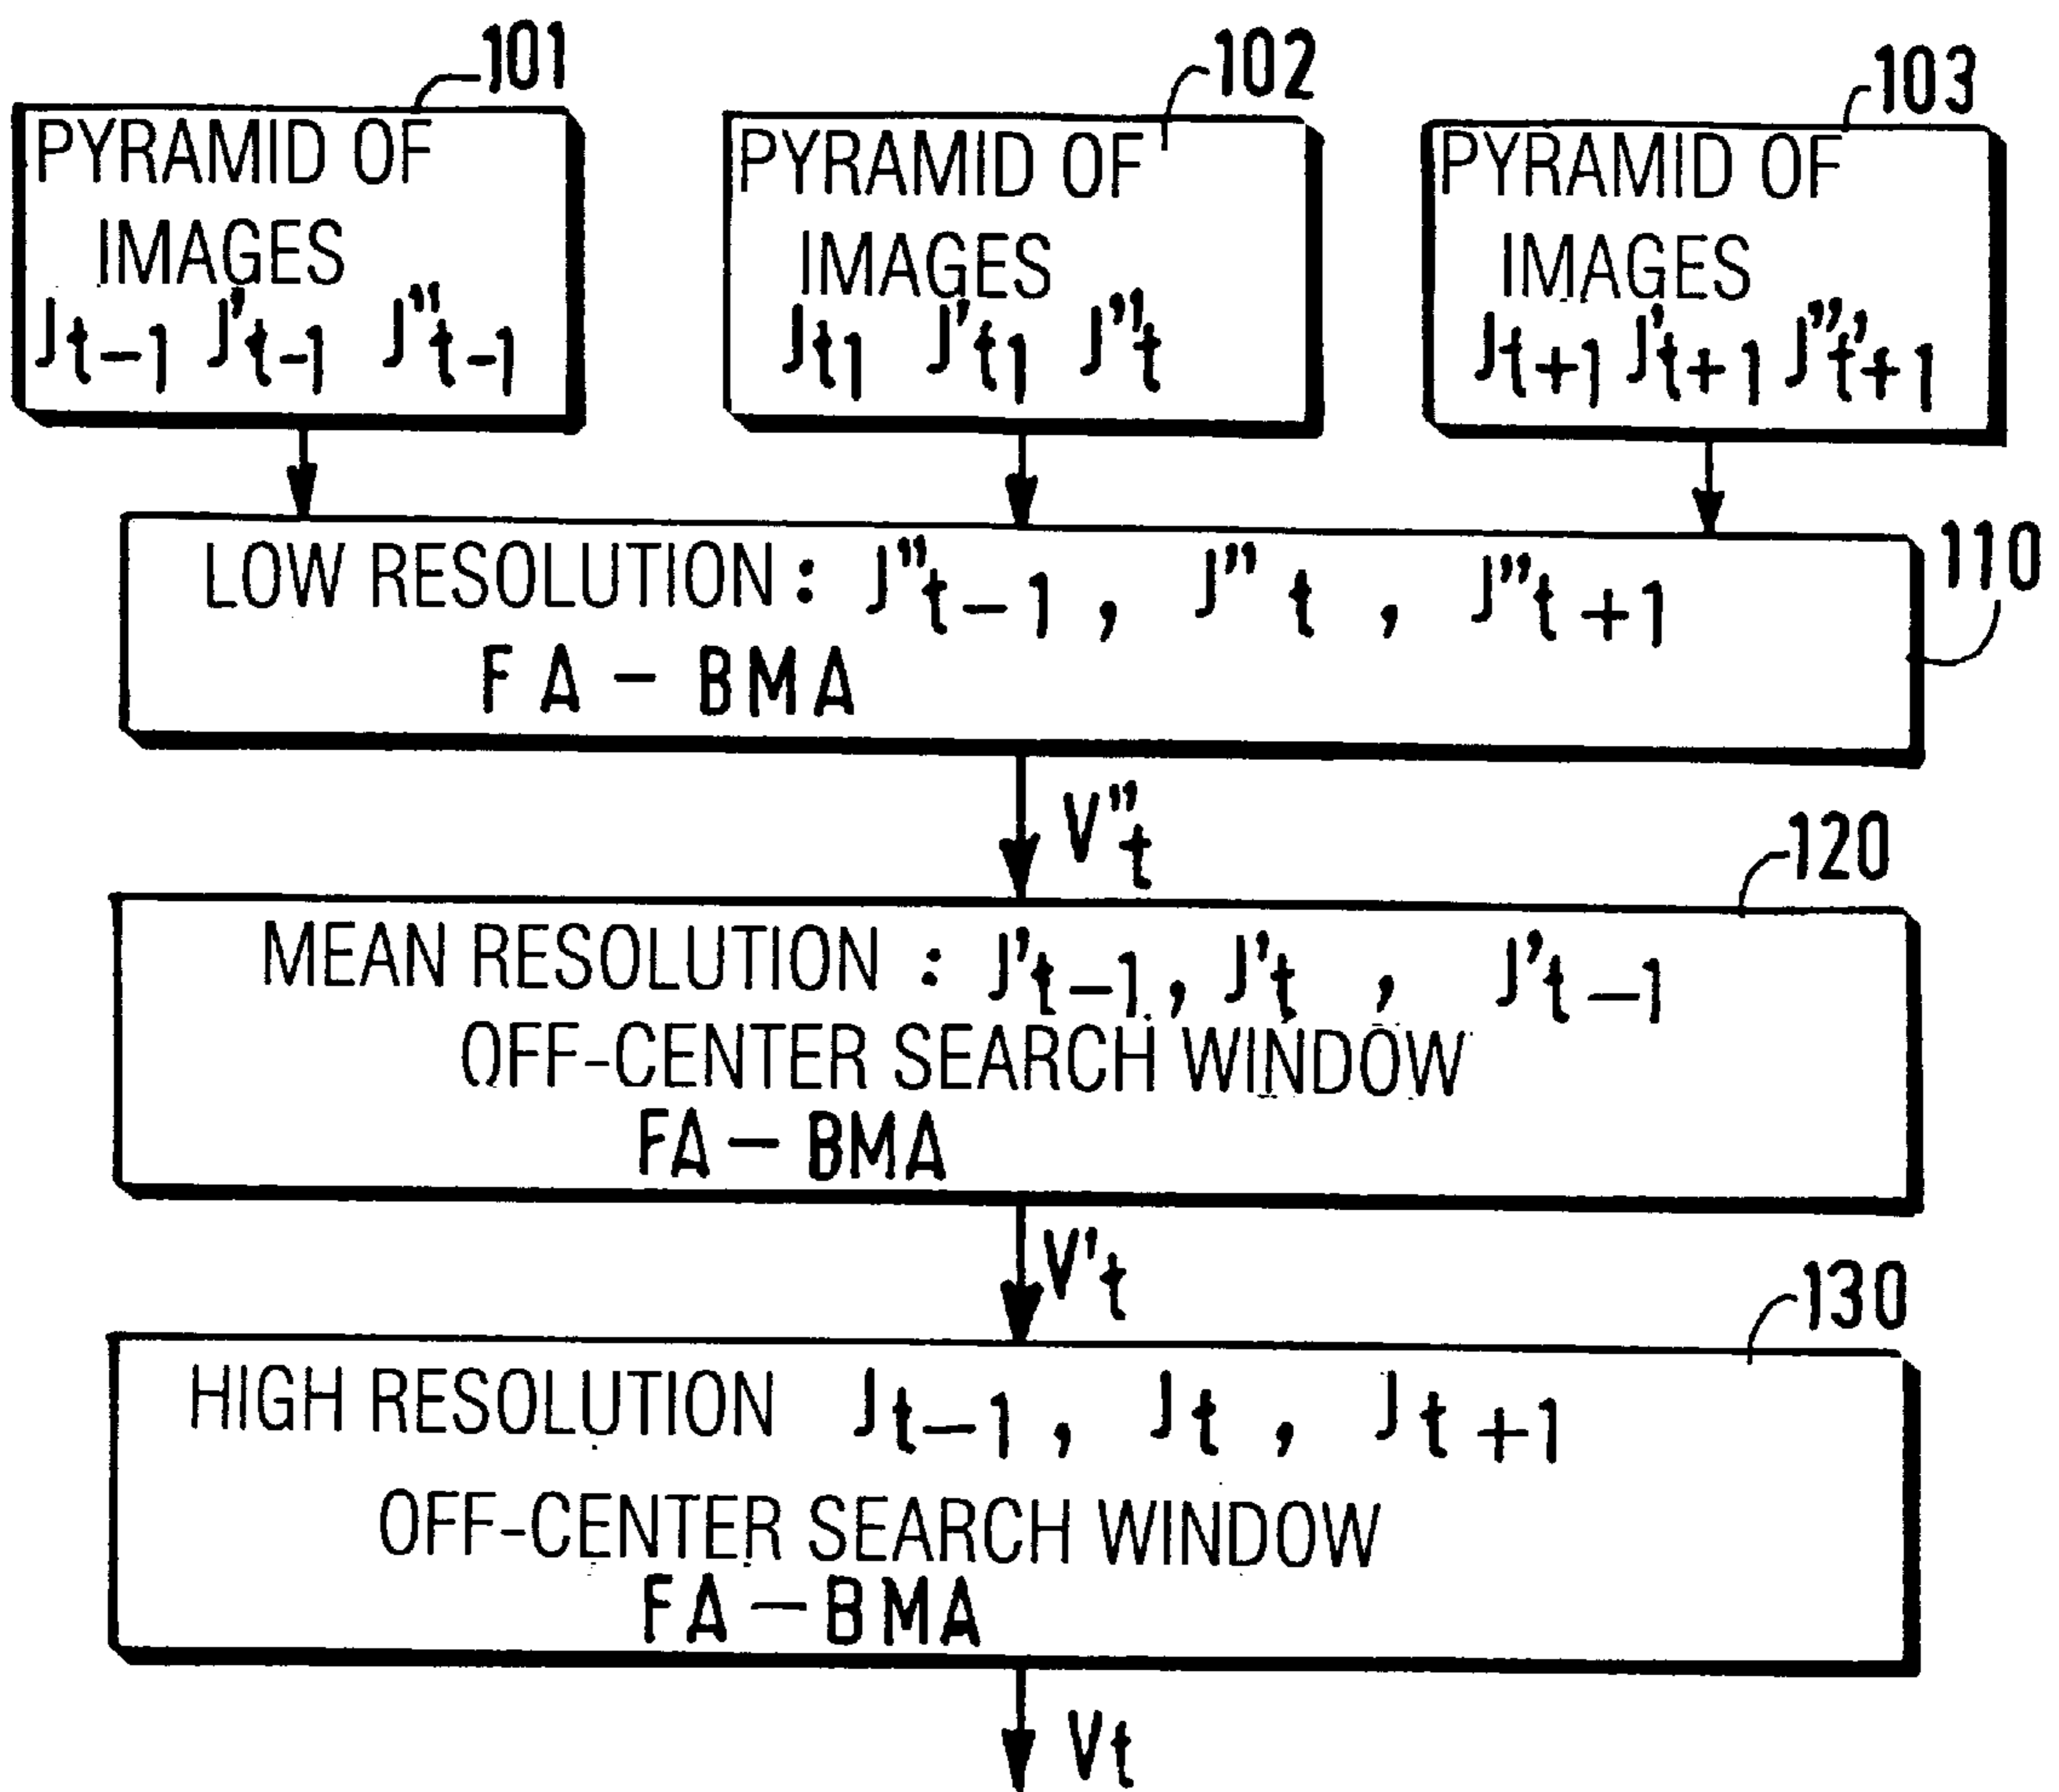 101
102
103
PYRAMID OF
IMAGES
Jt-1 J't-1 J"t-1
PYRAMID OF
IMAGES
Jt1 J't1 J"t
PYRAMID OF
IMAGES
Jt+1 J't+1 J"t'+1
110
LOW RESOLUTION : J"t-1 , J" t , J"t+1
FA - BMA
V"t
120
MEAN RESOLUTION : J't-1, J't , J't-1
OFF-CENTER SEARCH WINDOW
FA - BMA
V't
130
HIGH RESOLUTION Jt-1 , Jt , Jt+1
OFF-CENTER SEARCH WINDOW
FA - BMA
Vt